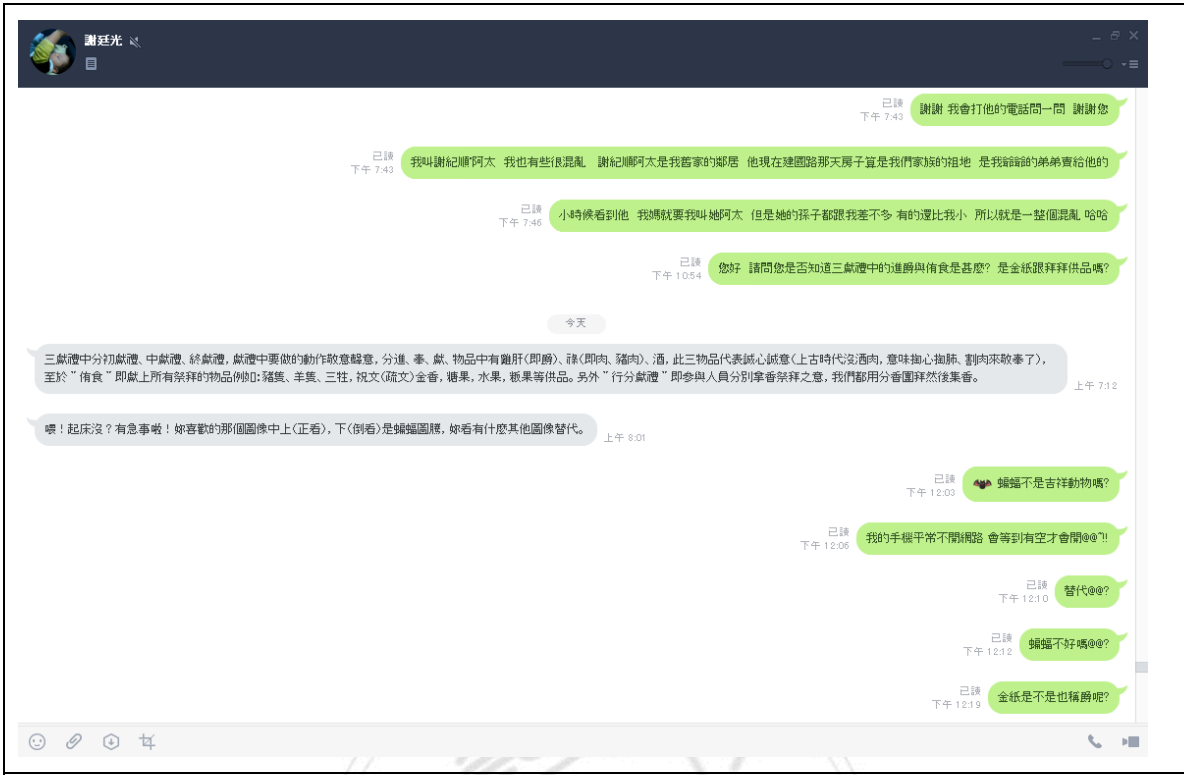 謝廷光
已讀
下午 7:43
謝謝 我會打他的電話問一問 謝謝您
已讀
下午 7:43
我叫謝紀順"阿太 我也有些很混亂 謝紀順阿太是我舊家的鄰居 他現在建國路那天房子算是我們家族的祖地 是我爺爺的弟弟賣給他的
已讀
下午 7:46
小時候看到他 我媽就要我叫她阿太 但是她的孫子都跟我差不多 有的還比我小 所以就是一整個混亂 哈哈
已讀
下午 10:54
您好 請問您是否知道三獻禮中的進爵與侑食是甚麼? 是金紙跟拜拜供品嗎?
今天
三獻禮中分初獻禮、中獻禮、終獻禮,獻禮中要做的動作敬意聲意,分進、奉、獻、物品中有雞肝(即爵)、祿(即肉、豬肉)、酒,此三物品代表誠心誠意(上古時代沒酒肉,意味掏心掏肺、割肉來敬奉了),
至於"侑食"即獻上所有祭拜的物品例如:豬隻、羊隻、三牲,祝文(疏文)金香,糖果,水果,粄果等供品。另外"行分獻禮"即參與人員分別拿香祭拜之意,我們都用分香團拜然後集香。
上午 7:12
喂!起床沒?有急事嗽!妳喜歡的那個圖像中上(正看),下(倒看)是蝙蝠圖騰,妳看有什麼其他圖像替代。
上午 8:01
已讀
下午 12:03
蝙蝠不是吉祥動物嗎?
已讀
下午 12:06
我的手機平常不開網路 會等到有空才會開@@"!!
已讀
下午 12:10
替代@@?
已讀
下午 12:12
蝙蝠不好嗎@@?
已讀
下午 12:19
金紙是不是也稱爵呢?